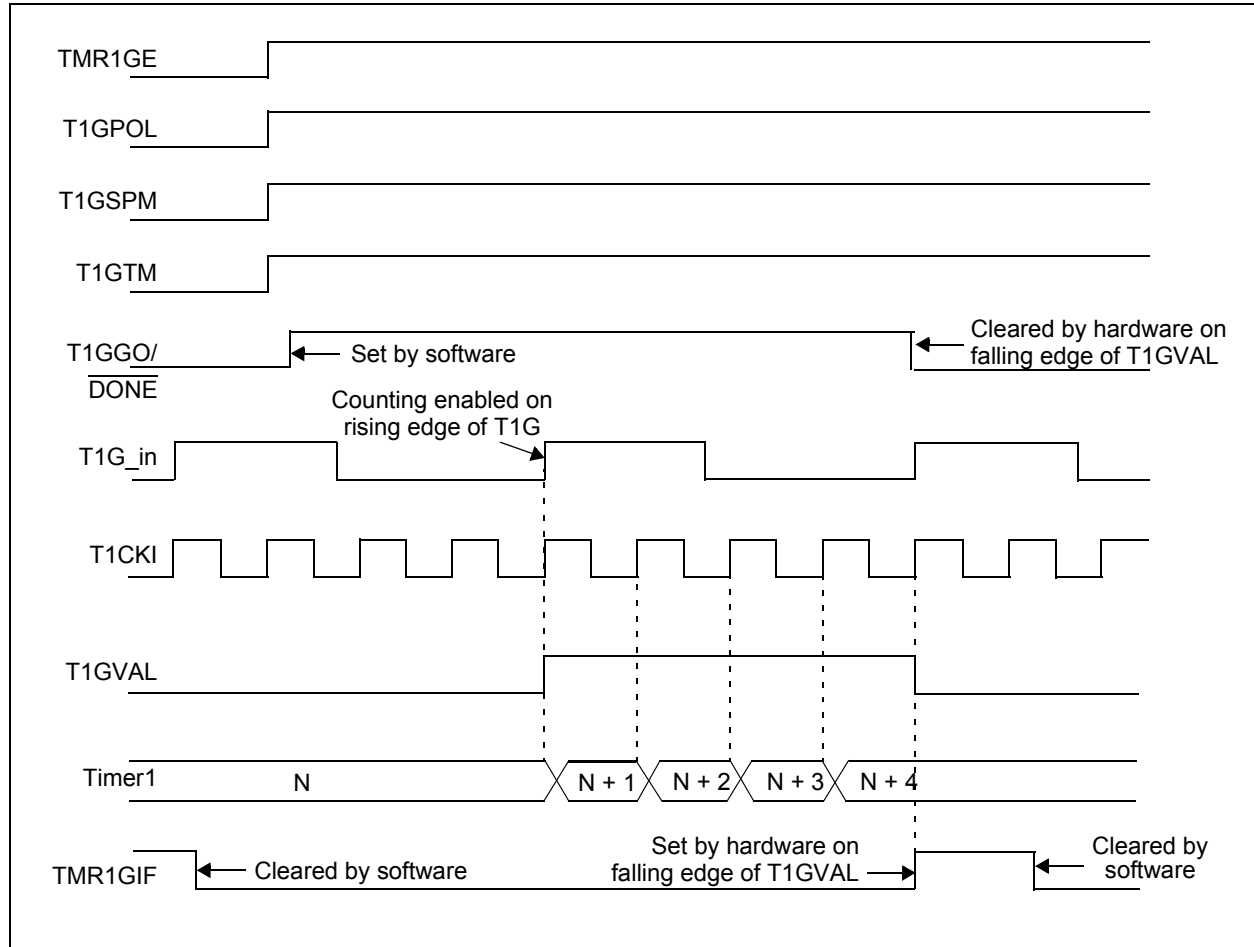 TMR1GE
T1GPOL
T1GSPM
T1GTM
T1GGO/
DONE
Set by software
Cleared by hardware on
falling edge of T1GVAL
Counting enabled on
rising edge of T1G
T1G_in
T1CKI
T1GVAL
Timer1
N
N + 1
N + 2
N + 3
N + 4
TMR1GIF
Cleared by software
Set by hardware on
falling edge of T1GVAL
Cleared by
software